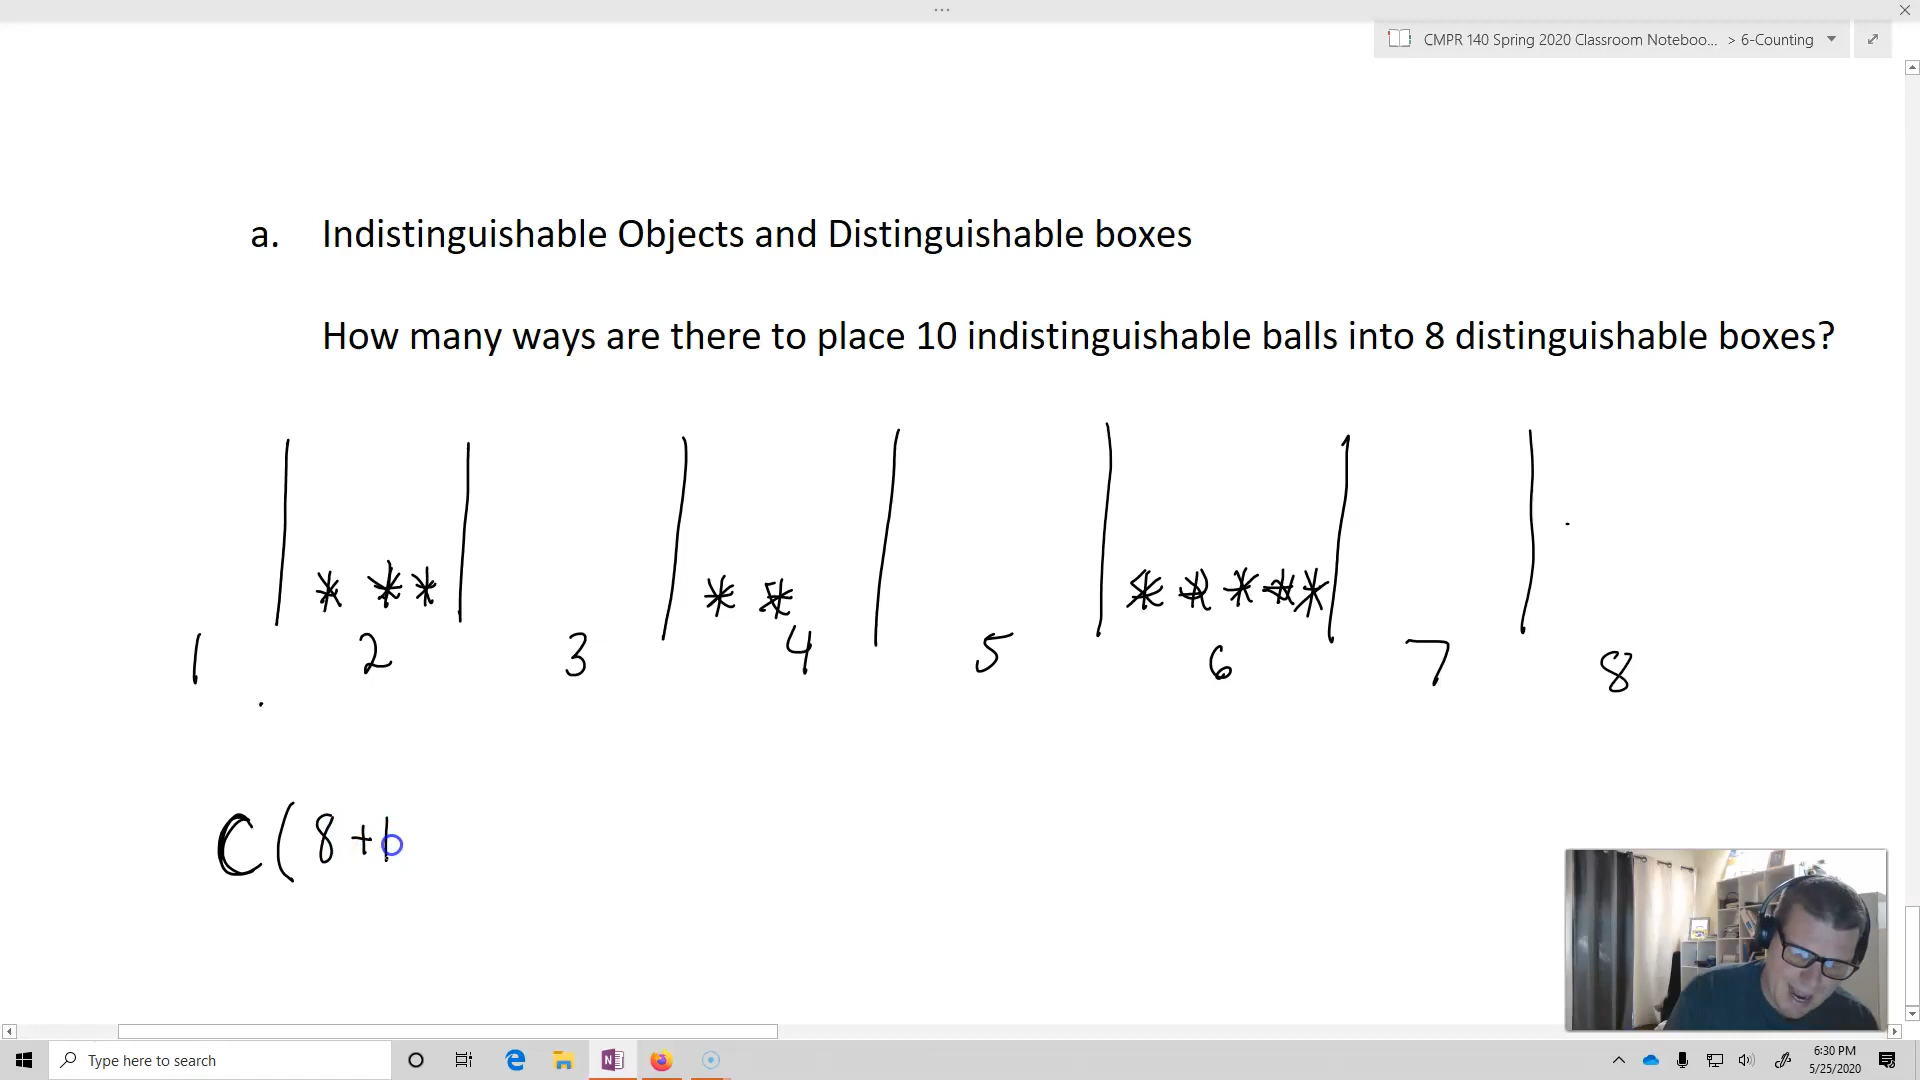 CMPR 140 Spring 2020 Classroom Noteboo... > 6-Counting
a. Indistinguishable Objects and Distinguishable boxes
How many ways are there to place 10 indistinguishable balls into 8 distinguishable boxes?
| * * * | | * * | | * * * * * | |
1 2 3 4 5 6 7 8
C ( 8 + 1
Type here to search
6:30 PM
5/25/2020